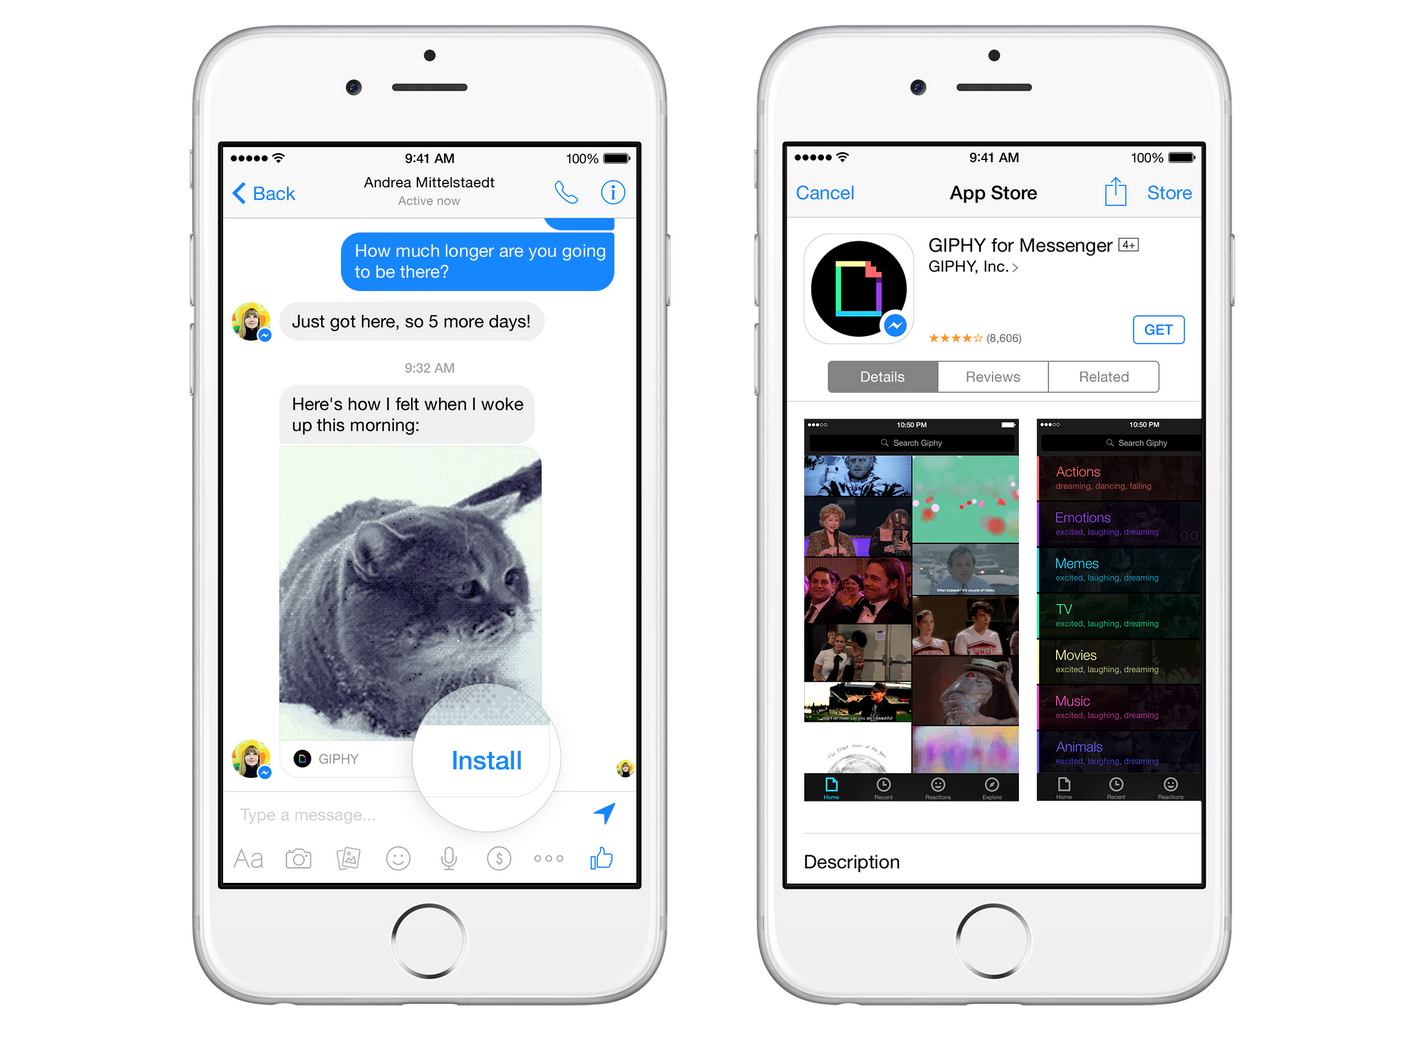 9:41 AM
100%
Back
Andrea Mittelstaedt
Active now
How much longer are you going
to be there?
Just got here, so 5 more days!
9:32 AM
Here's how I felt when I woke
up this morning:
GIPHY
Install
Type a message...
Aa
9:41 AM
100%
Cancel
App Store
Store
GIPHY for Messenger 4+
GIPHY, Inc.
(8,606)
GET
Details
Reviews
Related
10:50 PM
Search Giphy
Home
Recent
Reactions
Explore
10:50 PM
Search Giphy
Actions
dreaming, dancing, falling
Emotions
excited, laughing, dreaming
Memes
excited, laughing, dreaming
TV
excited, laughing, dreaming
Movies
excited, laughing, dreaming
Music
excited, laughing, dreaming
Animals
excited, laughing, dreaming
Home
Recent
Reactions
Description